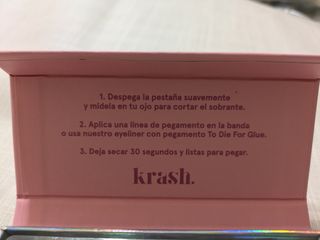 1. Despega la pestaña suavemente
y mídela en tu ojo para cortar el sobrante.
2. Aplica una línea de pegamento en la banda
o usa nuestro eyeliner con pegamento To Die For Glue.
3. Deja secar 30 segundos y listas para pegar.
krash.